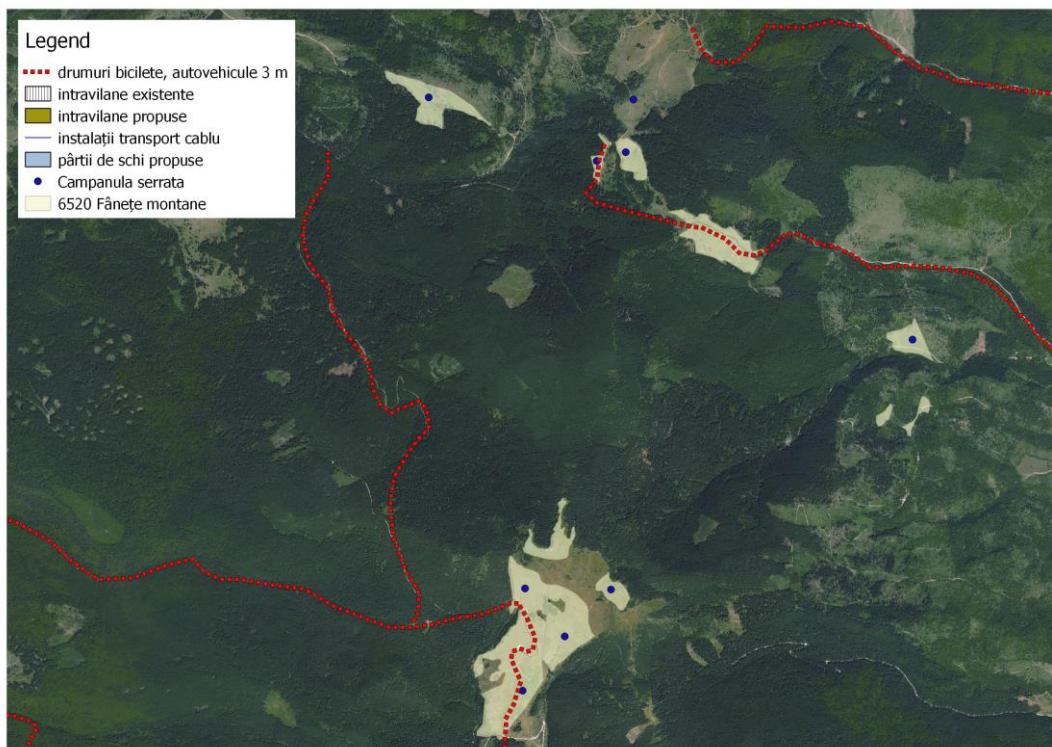 Legend
drumuri bicilete, autovehicule 3 m
intravilane existente
intravilane propuse
instalații transport cablu
pârtii de schi propuse
Campanula serrata
6520 Fânețe montane